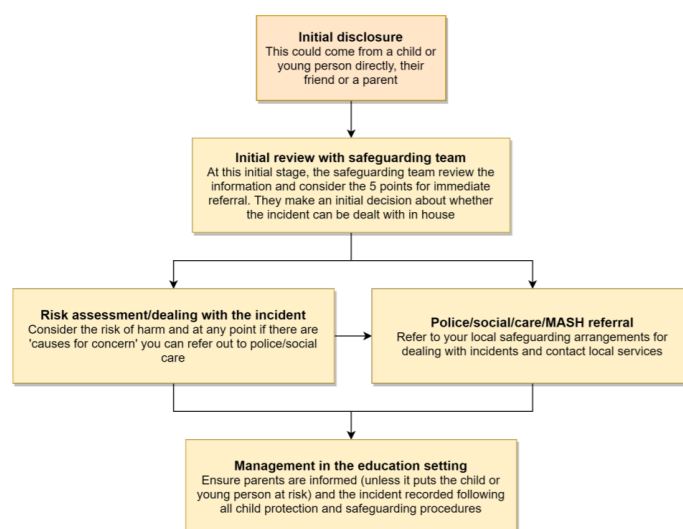 Initial disclosure
This could come from a child or
young person directly, their
friend or a parent
Initial review with safeguarding team
At this initial stage, the safeguarding team review the
information and consider the 5 points for immediate
referral. They make an initial decision about whether
the incident can be dealt with in house
Risk assessment/dealing with the incident
Consider the risk of harm and at any point if there are
'causes for concern' you can refer out to police/social
care
Police/social/care/MASH referral
Refer to your local safeguarding arrangements for
dealing with incidents and contact local services
Management in the education setting
Ensure parents are informed (unless it puts the child or
young person at risk) and the incident recorded following
all child protection and safeguarding procedures